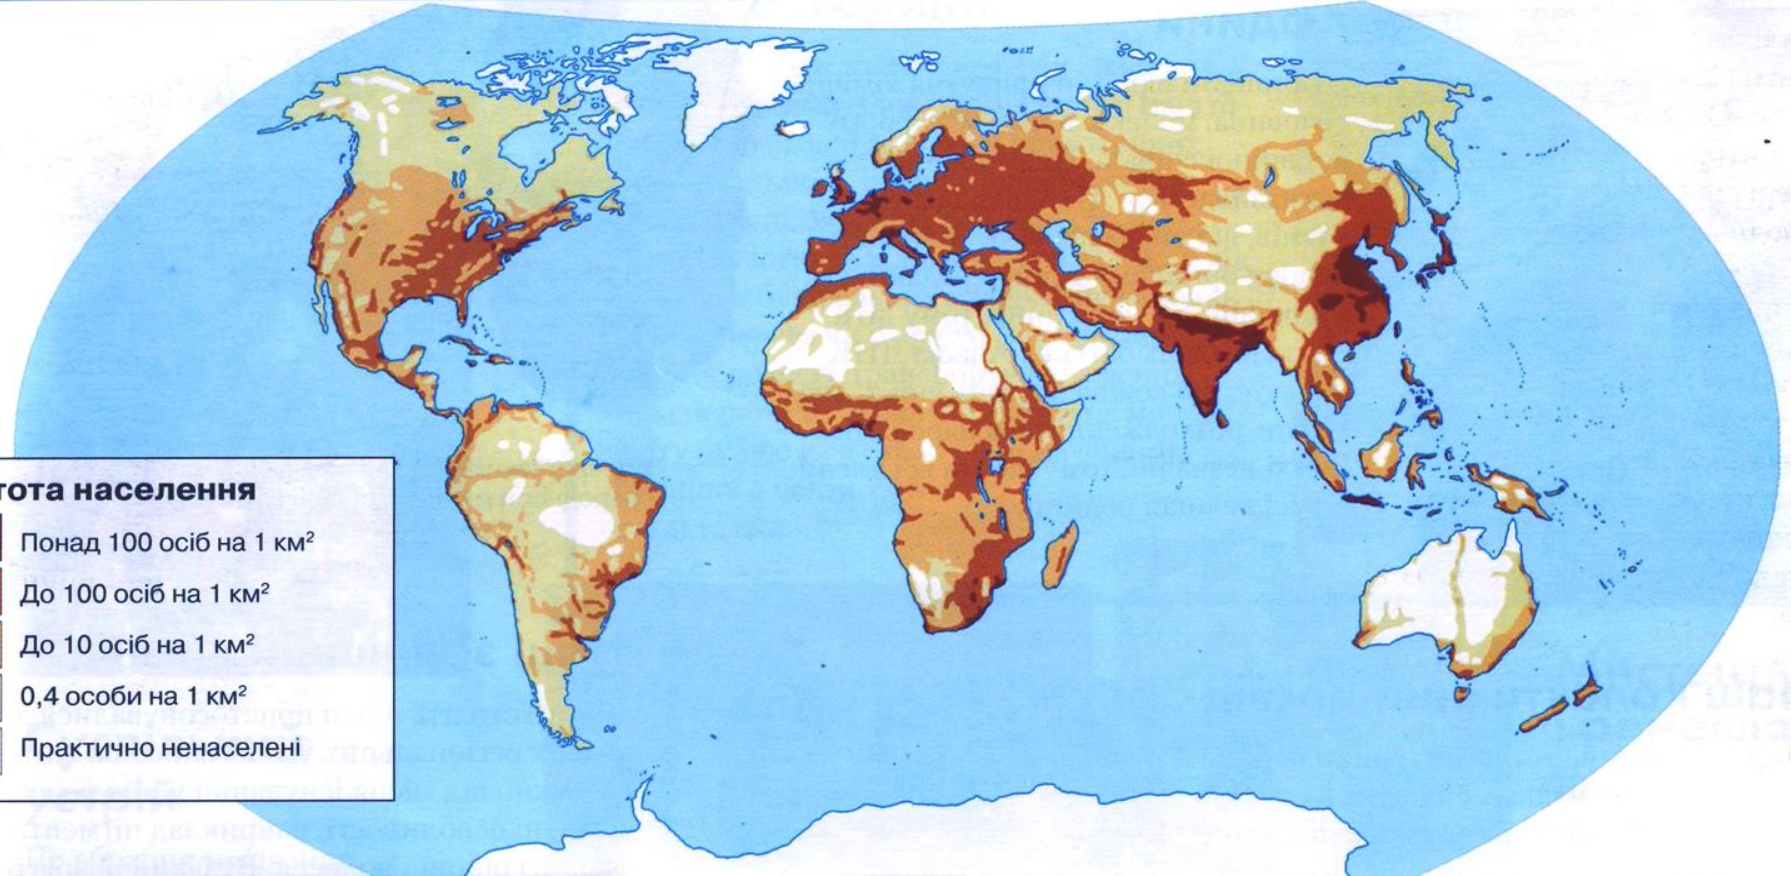 тота населення
Понад 100 осіб на 1 км²
До 100 осіб на 1 км²
До 10 осіб на 1 км²
0,4 особи на 1 км²
Практично ненаселені